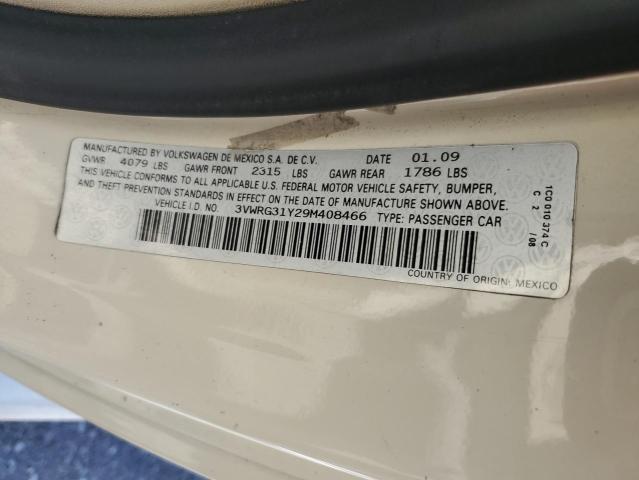 MANUFACTURED BY VOLKSWAGEN DE MEXICO S.A. DE C.V. DATE 01.09
GVWR 4079 LBS GAWR FRONT 2315 LBS GAWR REAR 1786 LBS
THIS VEHICLE CONFORMS TO ALL APPLICABLE U.S. FEDERAL MOTOR VEHICLE SAFETY, BUMPER,
AND THEFT PREVENTION STANDARDS IN EFFECT ON THE DATE OF MANUFACTURE SHOWN ABOVE.
VEHICLE I.D. NO. 3VWRG31Y29M408466 TYPE: PASSENGER CAR
COUNTRY OF ORIGIN: MEXICO
1C0 010 374 C
C 2 /08